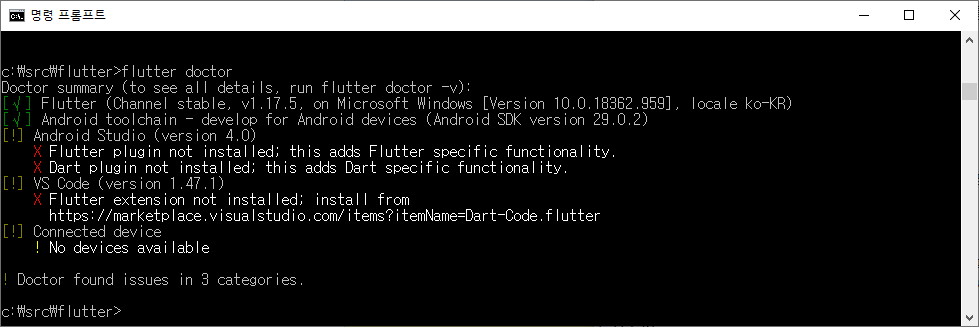 명령 프롬프트
c:₩src₩flutter>flutter doctor
Doctor summary (to see all details, run flutter doctor -v):
[√] Flutter (Channel stable, v1.17.5, on Microsoft Windows [Version 10.0.18362.959], locale ko-KR)
[√] Android toolchain - develop for Android devices (Android SDK version 29.0.2)
[!] Android Studio (version 4.0)
X Flutter plugin not installed; this adds Flutter specific functionality.
X Dart plugin not installed; this adds Dart specific functionality.
[!] VS Code (version 1.47.1)
X Flutter extension not installed; install from
https://marketplace.visualstudio.com/items?itemName=Dart-Code.flutter
[!] Connected device
! No devices available
! Doctor found issues in 3 categories.
c:₩src₩flutter>